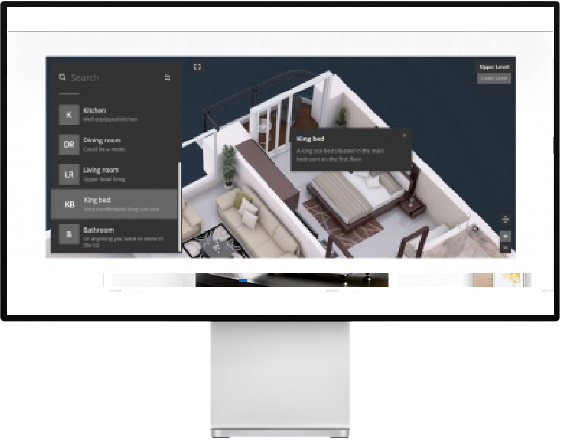 Search
K
Kitchen
Well equipped kitchen
DR
Dining room
Could be a
LR
Living room
Upper level living
KB
King bed
Very comfortable king size bed
B
Bathroom
Or anything you want to show in
the list
King bed
A king size bed situated in the main
bedroom on the first floor.
Upper Level
Lower Level